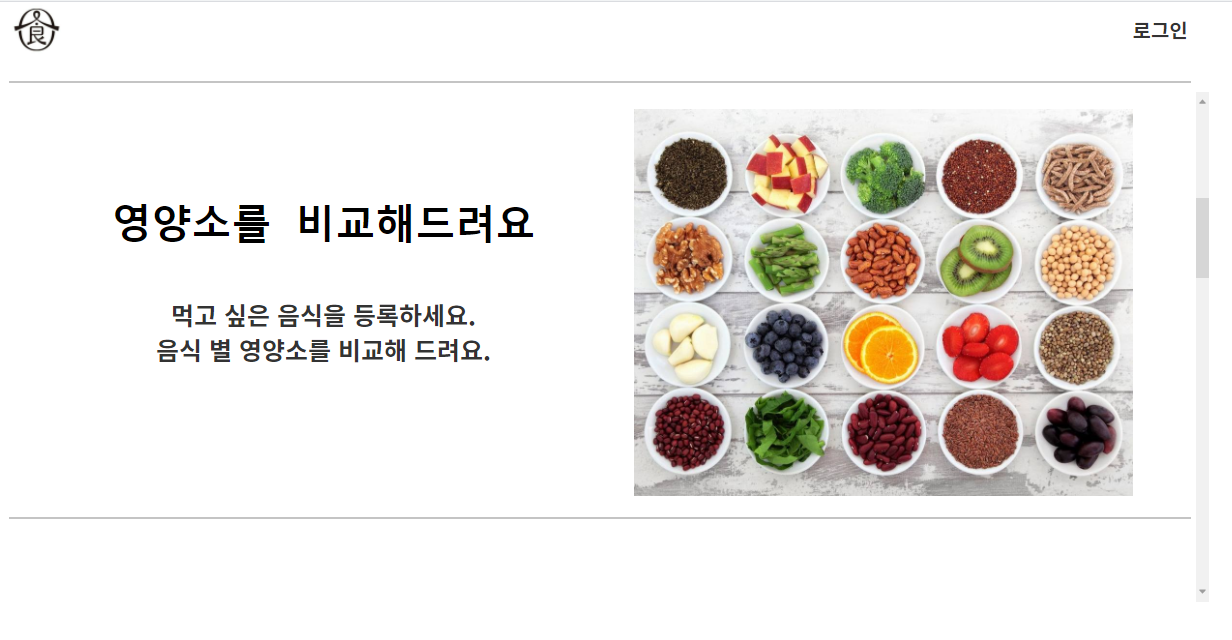 食
로그인
영양소를 비교해드려요
먹고 싶은 음식을 등록하세요.
음식 별 영양소를 비교해 드려요.